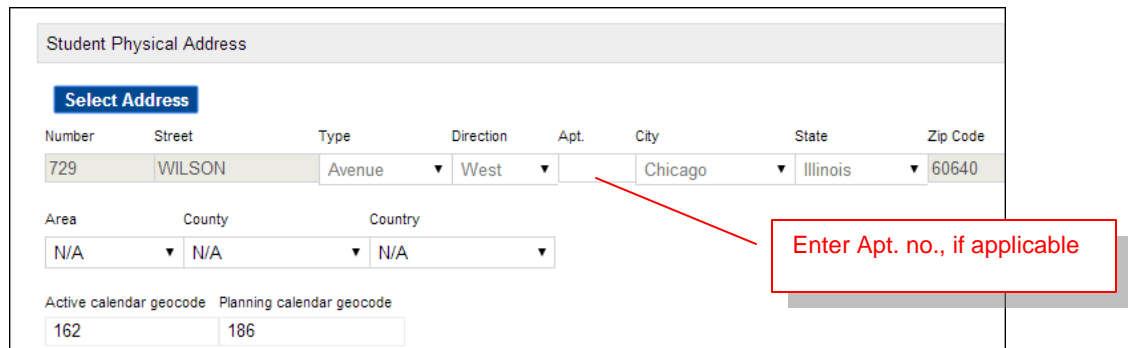 Student Physical Address
Select Address
Number Street Type Direction Apt. City State Zip Code
729 WILSON Avenue West Chicago Illinois 60640
Area County Country
N/A N/A N/A
Enter Apt. no., if applicable
Active calendar geocode Planning calendar geocode
162 186